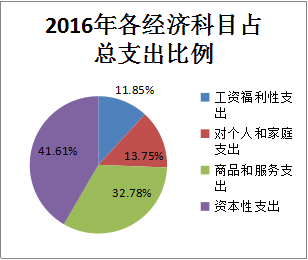 2016年各经济科目占
总支出比例
11.85%
13.75%
32.78%
41.61%
工资福利性支
出
对个人和家庭
支出
商品和服务支
出
资本性支出